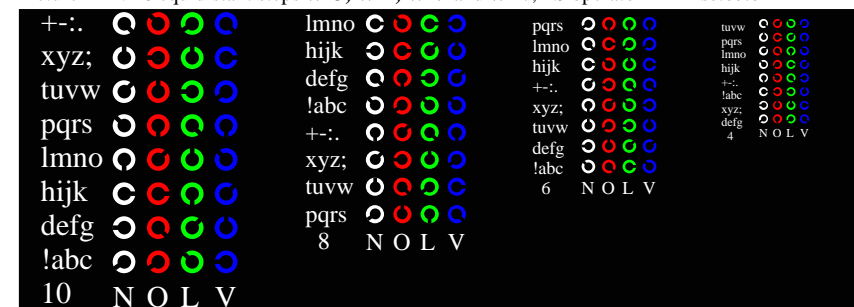 +-:.
xyz;
tuvw
pqrs
lmno
hijk
defg
!abc
10 N O L V
lmno
hijk
defg
!abc
+-:.
xyz;
tuvw
pqrs
8 N O L V
pqrs
lmno
hijk
+-:.
xyz;
tuvw
defg
!abc
6 N O L V
tuvw
pqrs
lmno
hijk
+-:.
!abc
xyz;
defg
4 N O L V